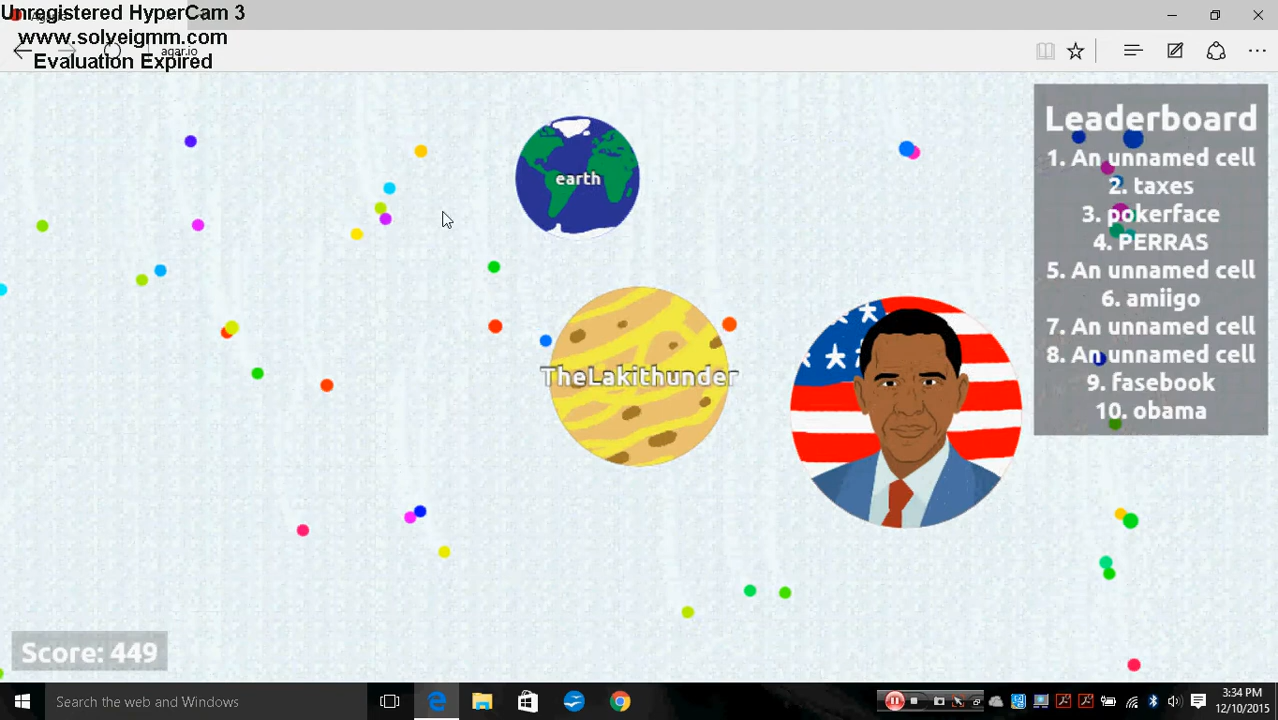 Unregistered HyperCam 3
www.solveigmm.com
Evaluation Expired
agar.io
earth
TheLakithunder
Leaderboard
1. An unnamed cell
2. taxes
3. pokerface
4. PERRAS
5. An unnamed cell
6. amiigo
7. An unnamed cell
8. An unnamed cell
9. fasebook
10. obama
Score: 449
Search the web and Windows
3:34 PM
12/10/2015